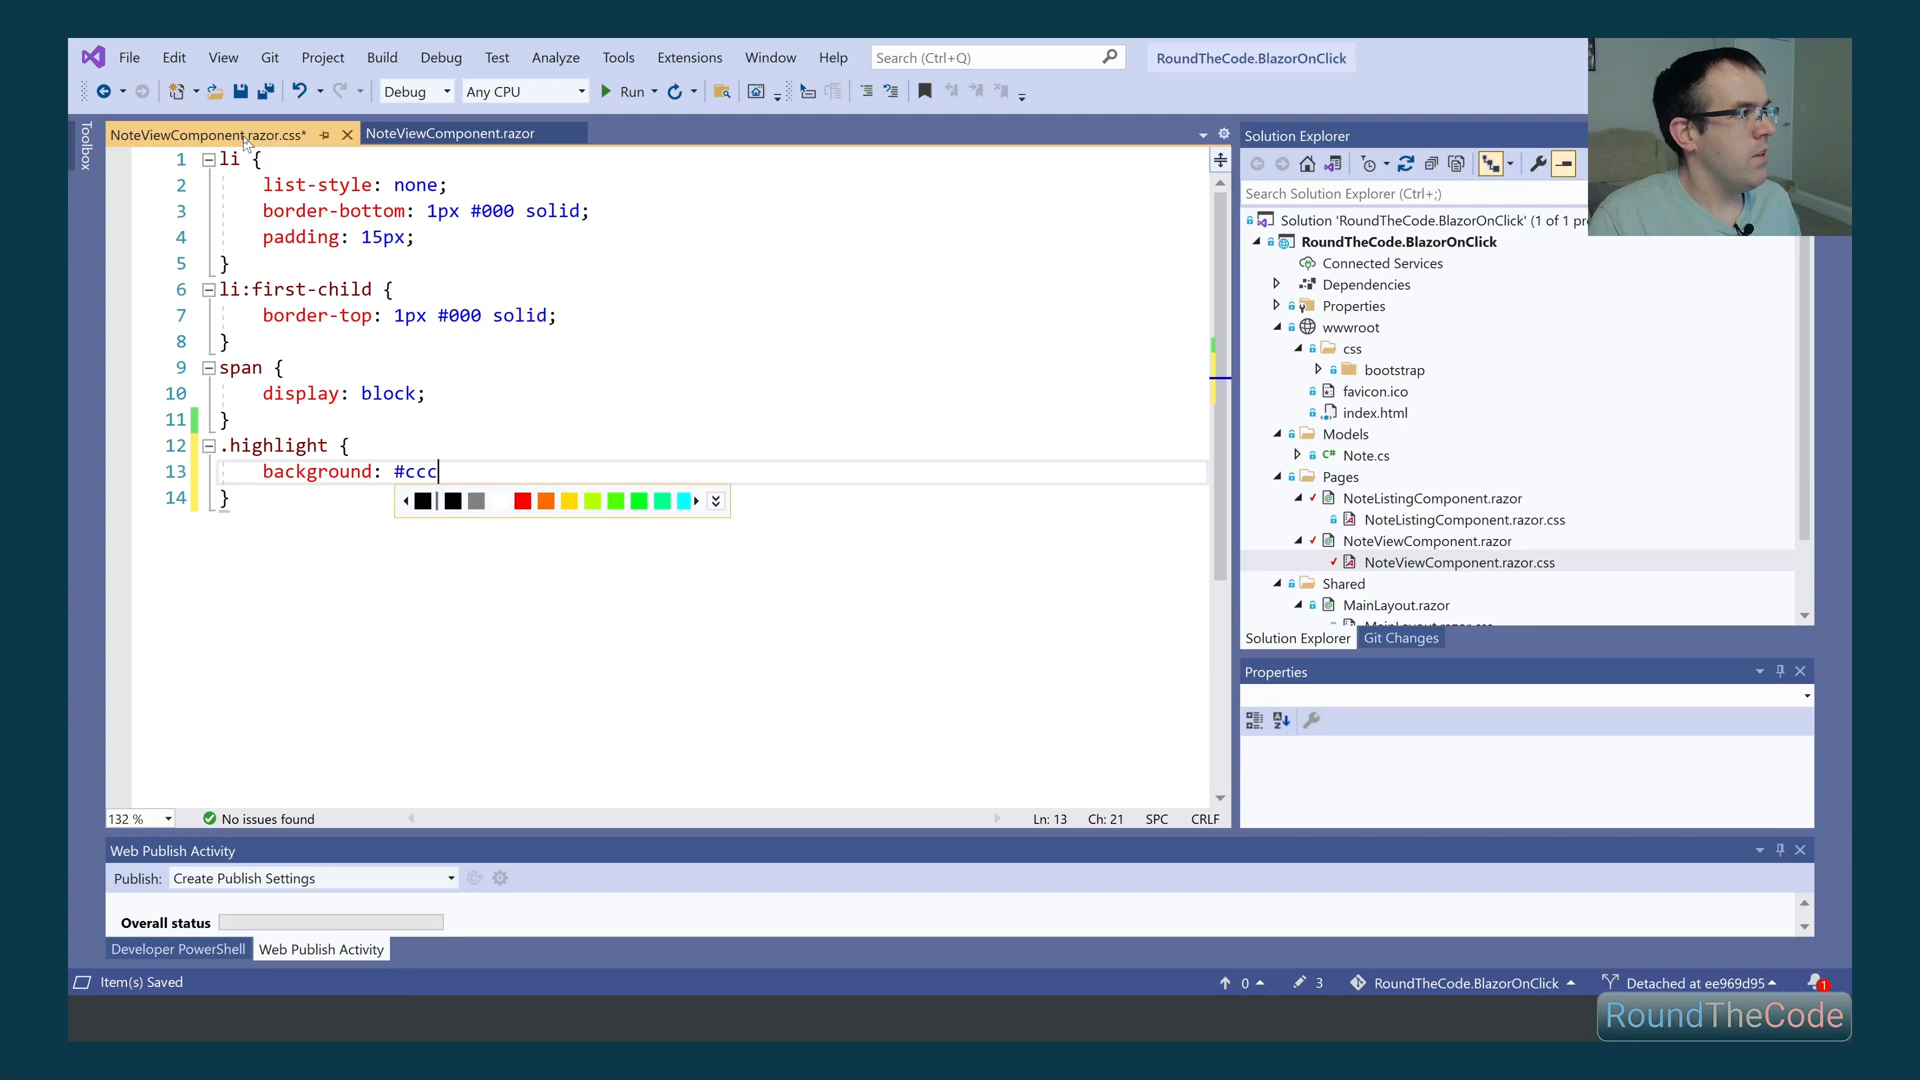 File Edit View Git Project Build Debug Test Analyze Tools Extensions Window Help Search (Ctrl+Q) RoundTheCode.BlazorOnClick
Debug Any CPU Run
Toolbox
NoteViewComponent.razor.css* NoteViewComponent.razor
1 li {
2 list-style: none;
3 border-bottom: 1px #000 solid;
4 padding: 15px;
5 }
6 li:first-child {
7 border-top: 1px #000 solid;
8 }
9 span {
10 display: block;
11 }
12 .highlight {
13 background: #ccc
14 }
132 % No issues found Ln: 13 Ch: 21 SPC CRLF
Solution Explorer
Search Solution Explorer (Ctrl+;)
Solution 'RoundTheCode.BlazorOnClick' (1 of 1 pr
RoundTheCode.BlazorOnClick
Connected Services
Dependencies
Properties
wwwroot
css
bootstrap
favicon.ico
index.html
Models
C# Note.cs
Pages
NoteListingComponent.razor
NoteListingComponent.razor.css
NoteViewComponent.razor
NoteViewComponent.razor.css
Shared
MainLayout.razor
Solution Explorer Git Changes
Properties
Web Publish Activity
Publish: Create Publish Settings
Overall status
Developer PowerShell Web Publish Activity
Item(s) Saved 0 3 RoundTheCode.BlazorOnClick Detached at ee969d95 1
RoundTheCode